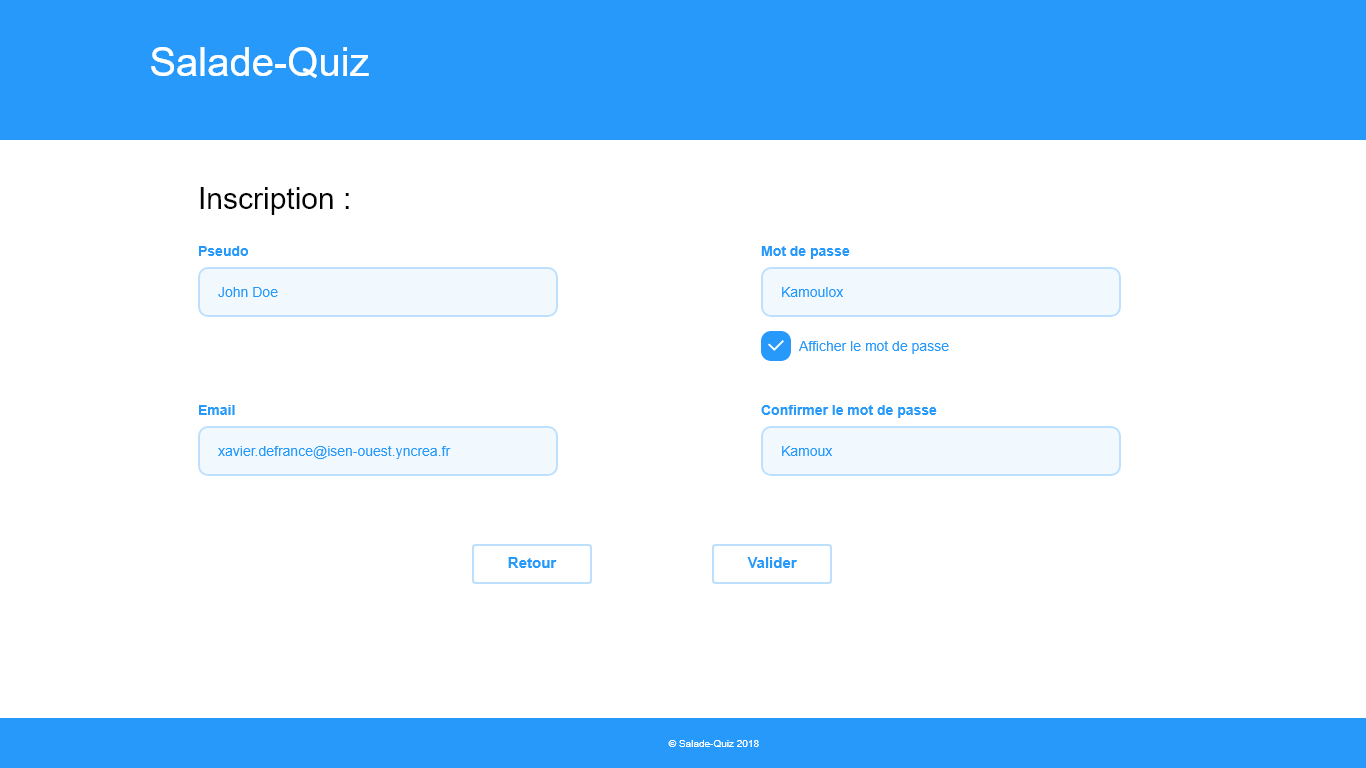 Salade-Quiz
Inscription :
Pseudo
John Doe
Mot de passe
Kamoulox
Afficher le mot de passe
Email
xavier.defrance@isen-ouest.yncrea.fr
Confirmer le mot de passe
Kamoux
Retour
Valider
© Salade-Quiz 2018